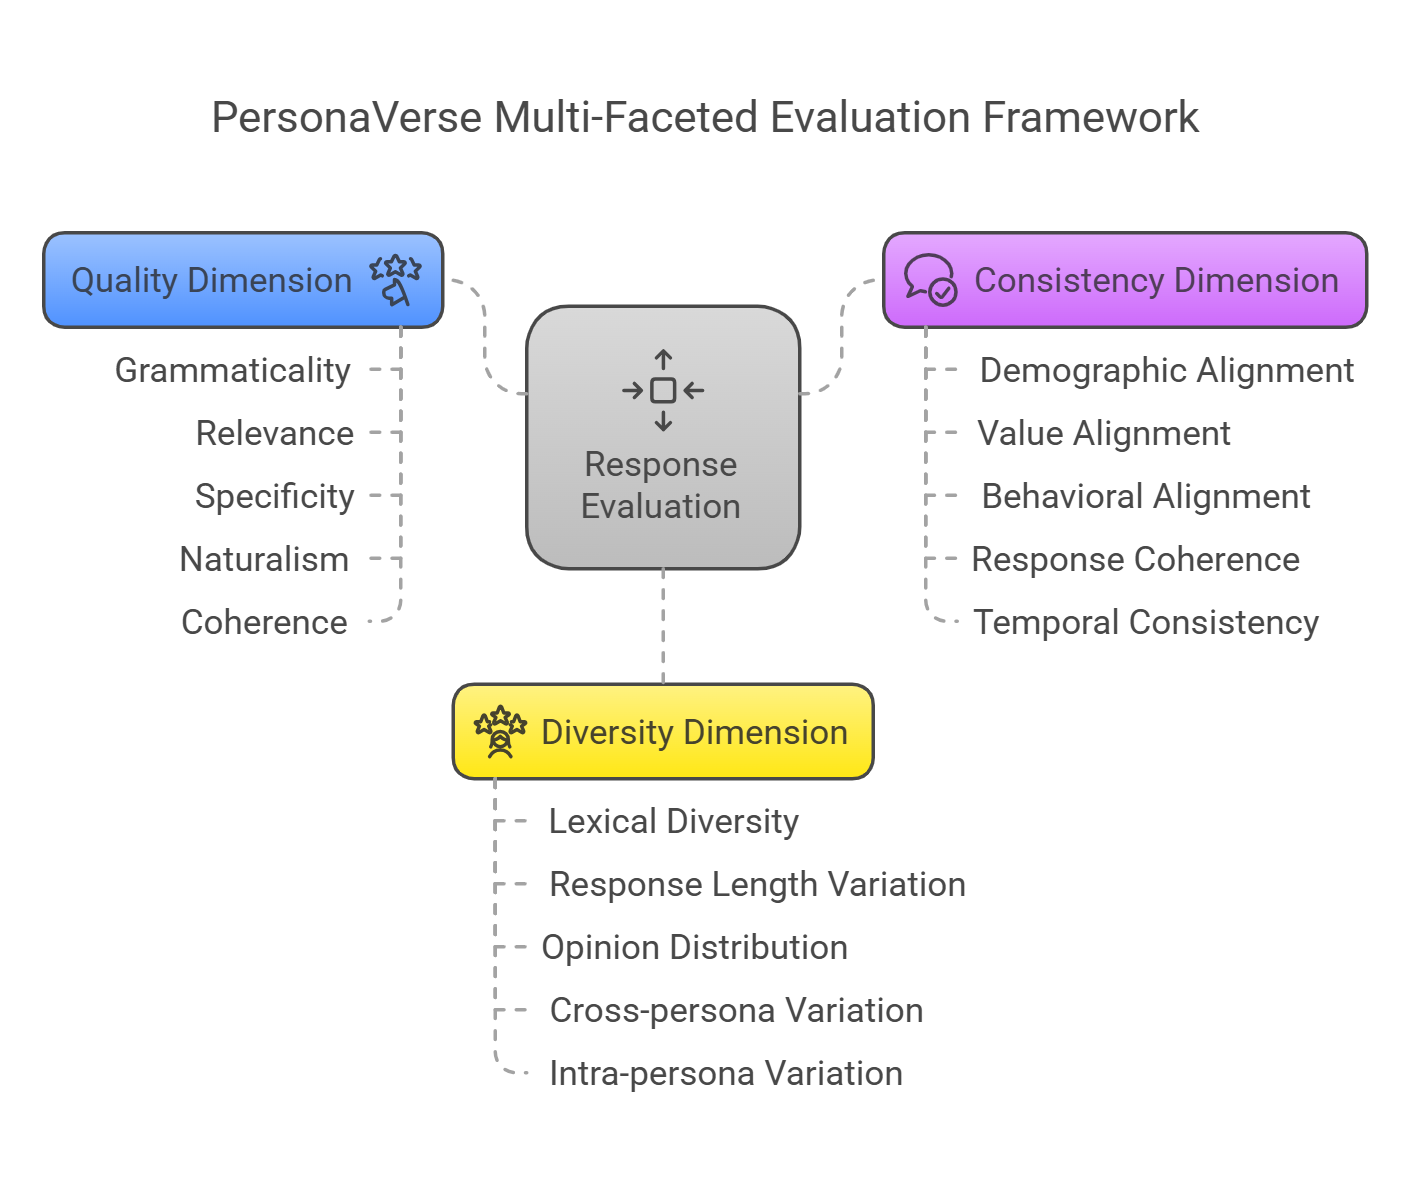 PersonaVerse Multi-Faceted Evaluation Framework
Quality Dimension
Grammaticality
Relevance
Specificity
Naturalism
Coherence
Response
Evaluation
Consistency Dimension
Demographic Alignment
Value Alignment
Behavioral Alignment
Response Coherence
Temporal Consistency
Diversity Dimension
Lexical Diversity
Response Length Variation
Opinion Distribution
Cross-persona Variation
Intra-persona Variation